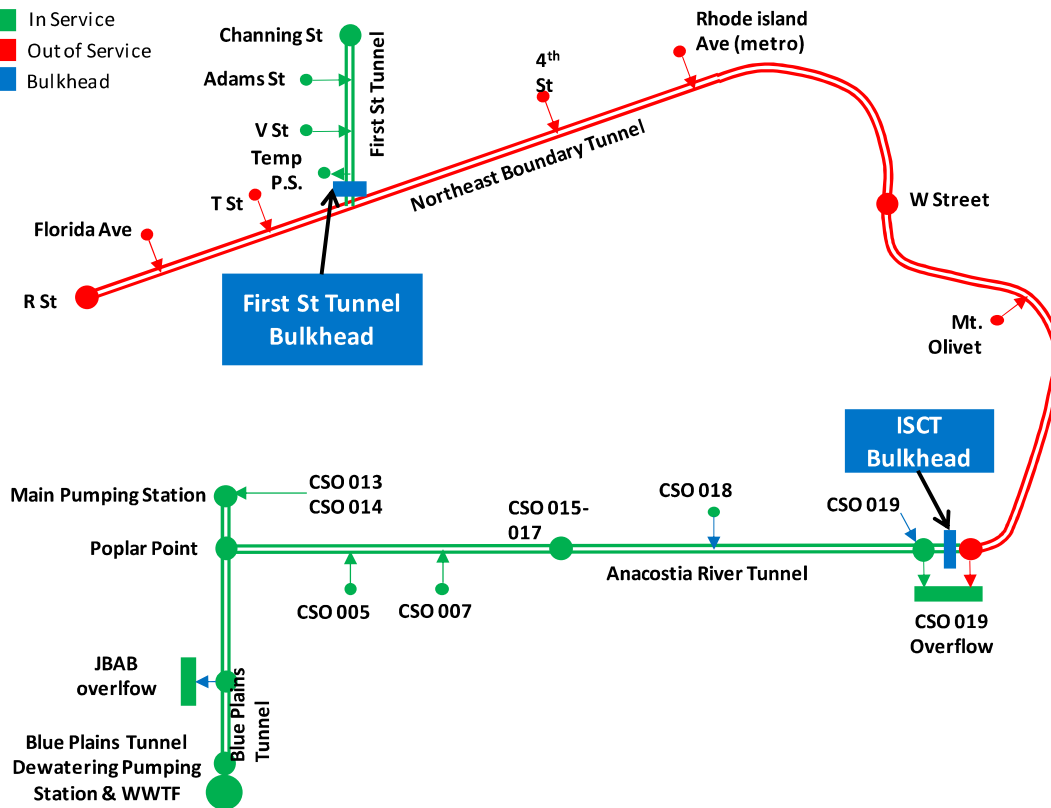 In Service
Out of Service
Bulkhead
Channing St
Adams St
V St
Temp
P.S.
First St Tunnel
4th
St
Rhode island
Ave (metro)
Northeast Boundary Tunnel
T St
Florida Ave
R St
W Street
Mt.
Olivet
First St Tunnel
Bulkhead
ISCT
Bulkhead
Main Pumping Station
CSO 013
CSO 014
Poplar Point
CSO 015-
017
CSO 018
CSO 019
Anacostia River Tunnel
CSO 005
CSO 007
CSO 019
Overflow
JBAB
overlfow
Blue Plains
Tunnel
Blue Plains Tunnel
Dewatering Pumping
Station & WWTF